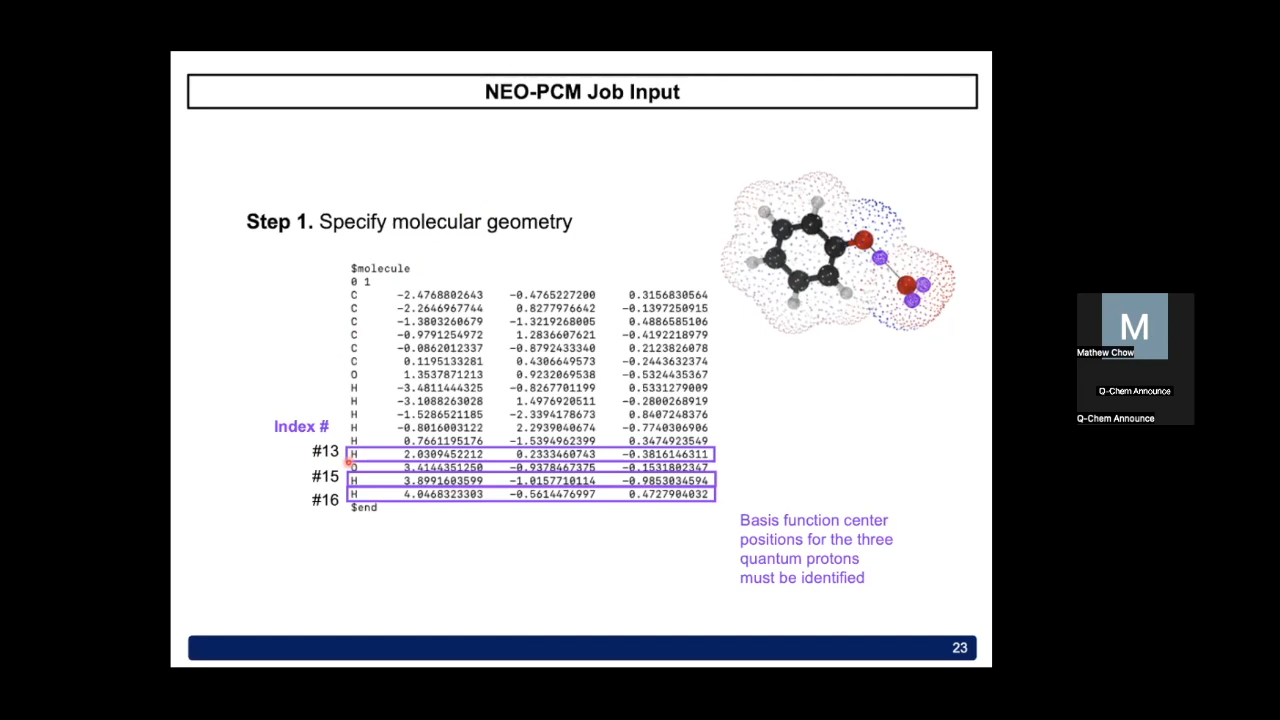 NEO-PCM Job Input
Step 1. Specify molecular geometry
$molecule
0 1
C -2.4768802643 -0.4765227200 0.3156830564
C -2.2646967744 0.8277976642 -0.1397250915
C -1.3803260679 -1.3219268005 0.4886585106
C -0.9791254972 1.2836607621 -0.4192218979
C -0.0862012337 -0.8792433340 0.2123826078
C 0.1195133281 0.4306649573 -0.2443632374
O 1.3537871213 0.9232069538 -0.5324435367
H -3.4811444325 -0.8267701199 0.5331279009
H -3.1088263028 1.4976920511 -0.2800268919
H -1.5286521185 -2.3394178673 0.8407248376
H -0.8016003122 2.2939040674 -0.7740306906
H 0.7661195176 -1.5394962399 0.3474923549
H 2.0309452212 0.2333460743 -0.3816146311
O 3.4144351250 -0.9378467375 -0.1531802347
H 3.8991603599 -1.0157710114 -0.9853034594
H 4.0468323303 -0.5614476997 0.4727904032
$end
Index #
#13
#15
#16
Basis function center
positions for the three
quantum protons
must be identified
23
M
Mathew Chow
Q-Chem Announce
Q-Chem Announce